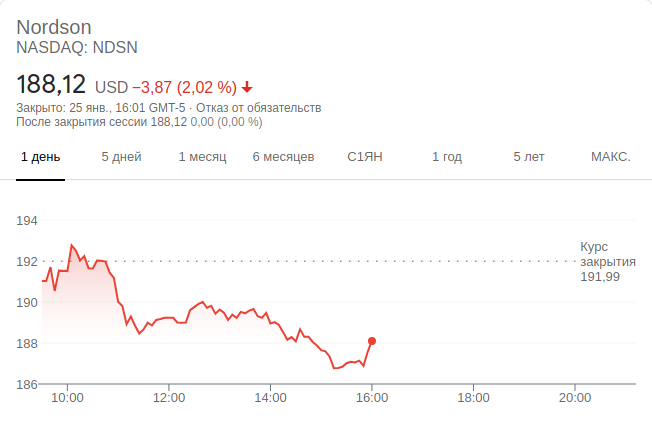 Nordson
NASDAQ: NDSN
188,12 USD −3,87 (2,02 %)
Закрыто: 25 янв., 16:01 GMT-5 · Отказ от обязательств
После закрытия сессии 188,12 0,00 (0,00 %)
1 день 5 дней 1 месяц 6 месяцев С1ЯН 1 год 5 лет МАКС.
194
192
190
188
186
Курс
закрытия
191,99
10:00 12:00 14:00 16:00 18:00 20:00